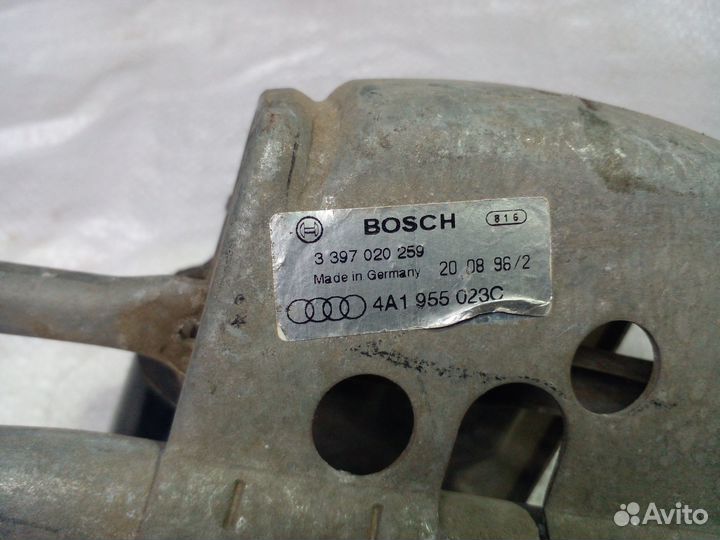 BOSCH 816
3 397 020 259
Made in Germany 20 08 96/2
4A1 955 023C
Avito